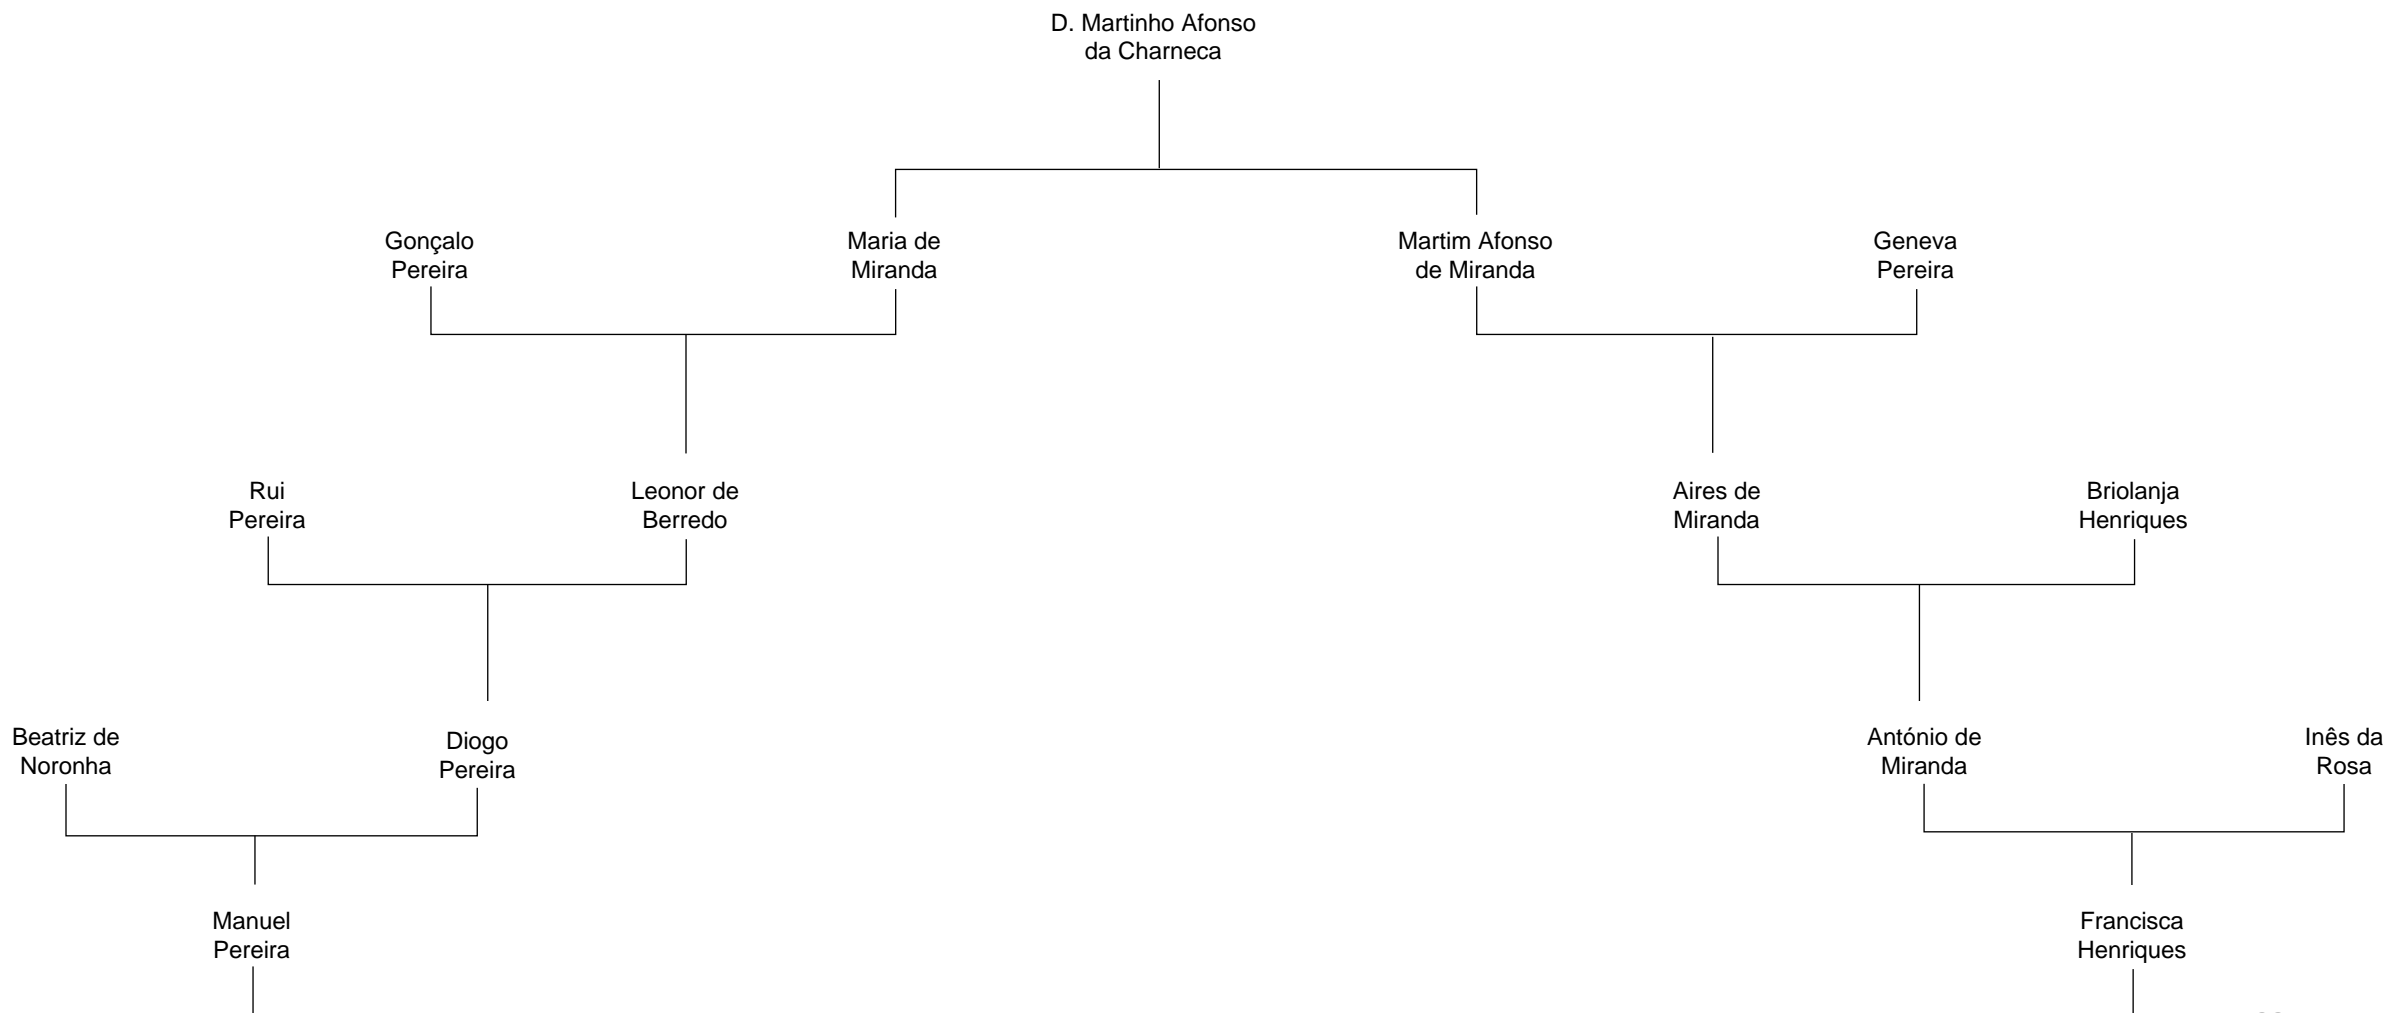 D. Martinho Afonso
da Charneca
Gonçalo
Pereira
Maria de
Miranda
Martim Afonso
de Miranda
Geneva
Pereira
Rui
Pereira
Leonor de
Berredo
Aires de
Miranda
Briolanja
Henriques
Beatriz de
Noronha
Diogo
Pereira
António de
Miranda
Inês da
Rosa
Manuel
Pereira
Francisca
Henriques